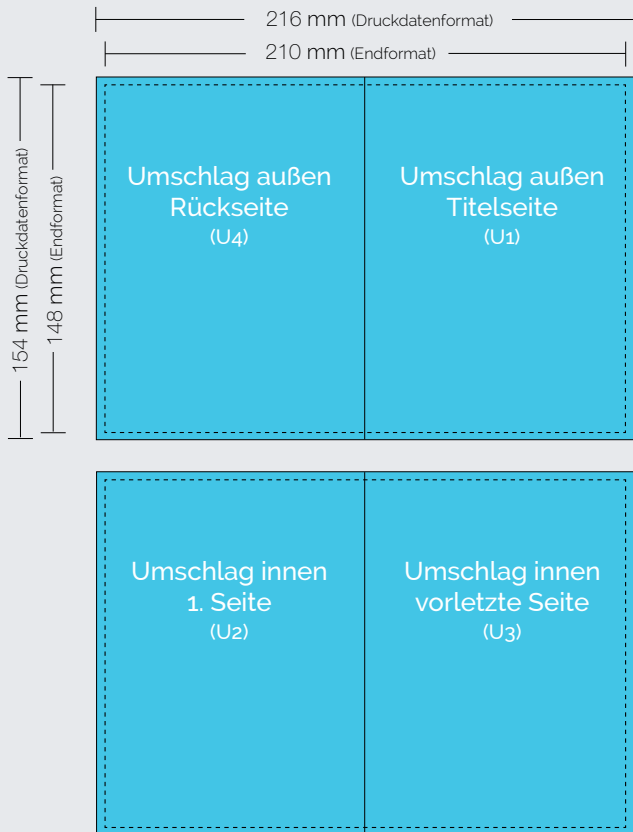 216 mm (Druckdatenformat)
210 mm (Endformat)
154 mm (Druckdatenformat)
148 mm (Endformat)
Umschlag außen
Rückseite
(U4)
Umschlag außen
Titelseite
(U1)
Umschlag innen
1. Seite
(U2)
Umschlag innen
vorletzte Seite
(U3)